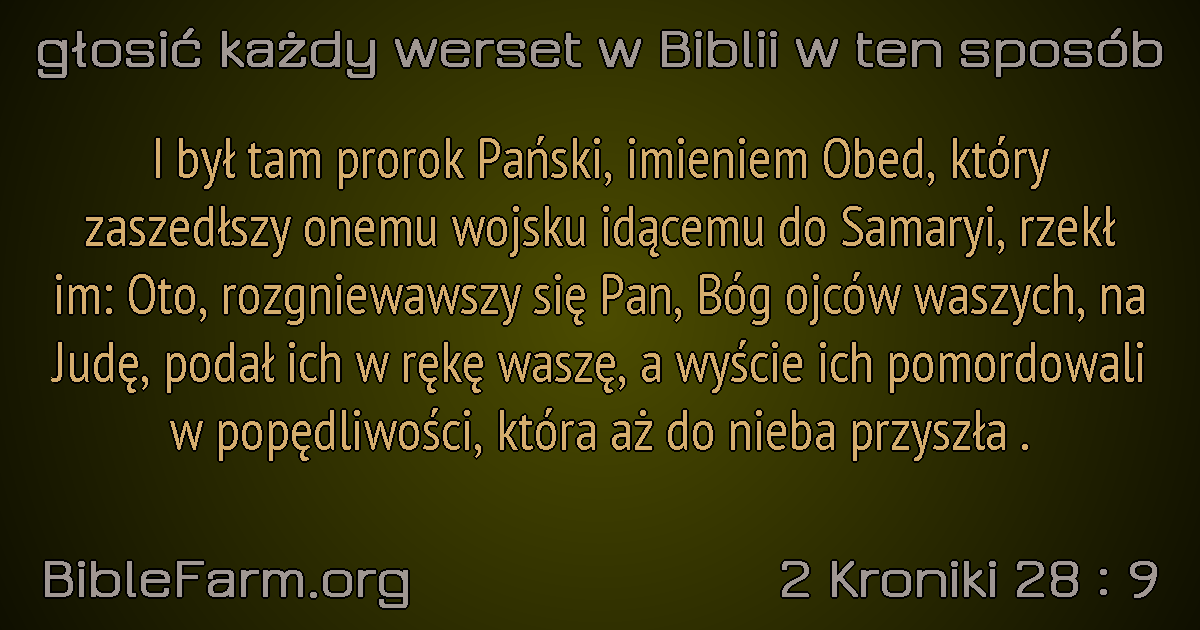 głosić każdy werset w Biblii w ten sposób
I był tam prorok Pański, imieniem Obed, który
zaszedłszy onemu wojsku idącemu do Samaryi, rzekł
im: Oto, rozgniewawszy się Pan, Bóg ojców waszych, na
Judę, podał ich w rękę waszę, a wyście ich pomordowali
w popędliwości, która aż do nieba przyszła .
BibleFarm.org
2 Kroniki 28 : 9